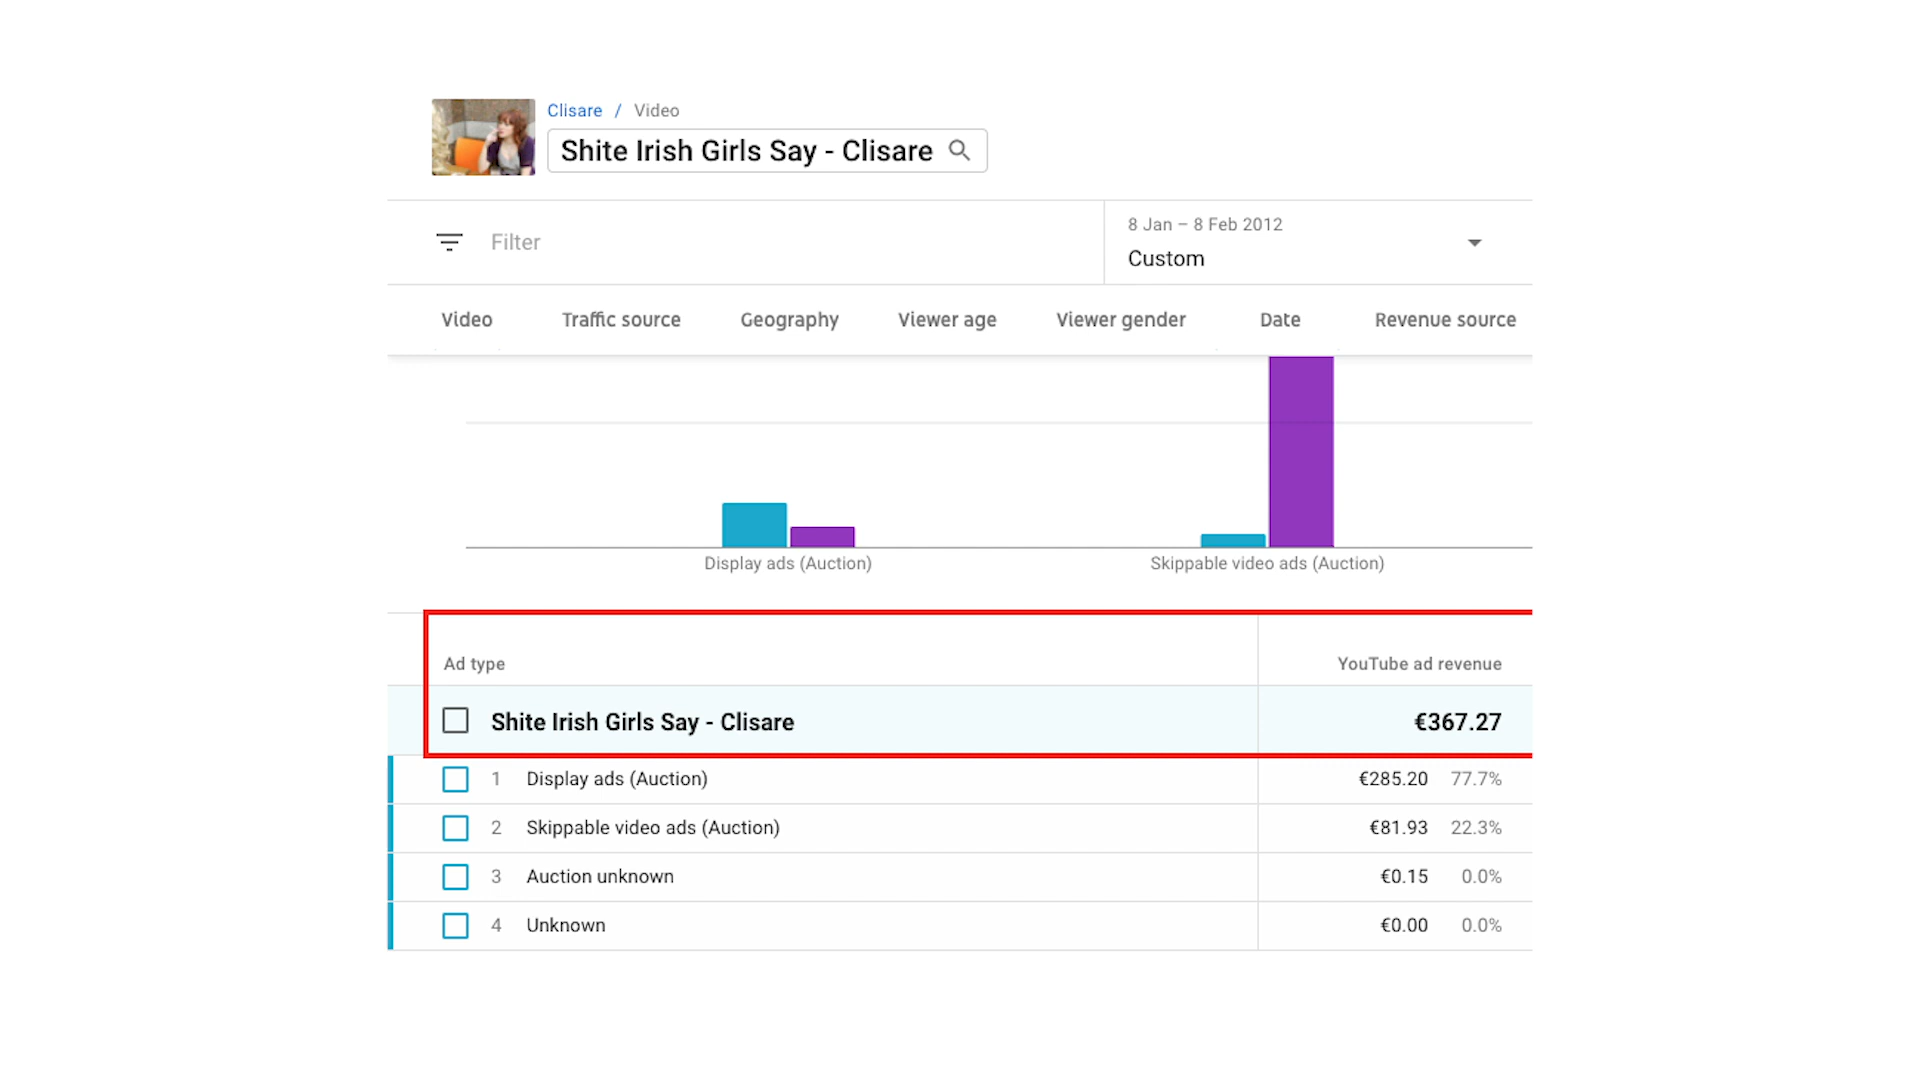 Clisare / Video
Shite Irish Girls Say - Clisare
Filter
8 Jan – 8 Feb 2012
Custom
Video Traffic source Geography Viewer age Viewer gender Date Revenue source
Display ads (Auction) Skippable video ads (Auction)
Ad type YouTube ad revenue
Shite Irish Girls Say - Clisare €367.27
1 Display ads (Auction) €285.20 77.7%
2 Skippable video ads (Auction) €81.93 22.3%
3 Auction unknown €0.15 0.0%
4 Unknown €0.00 0.0%